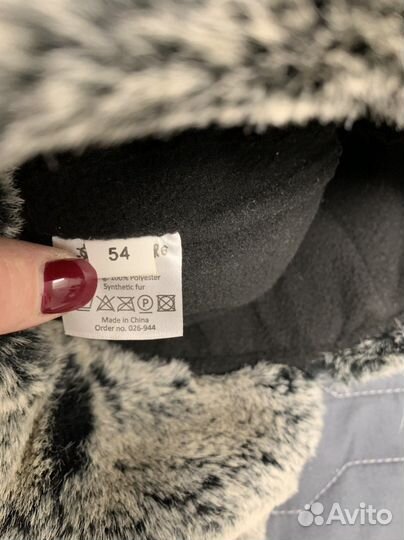 54
100% Polyester
Synthetic fur
Made in China
Order no. 026-944
Avito